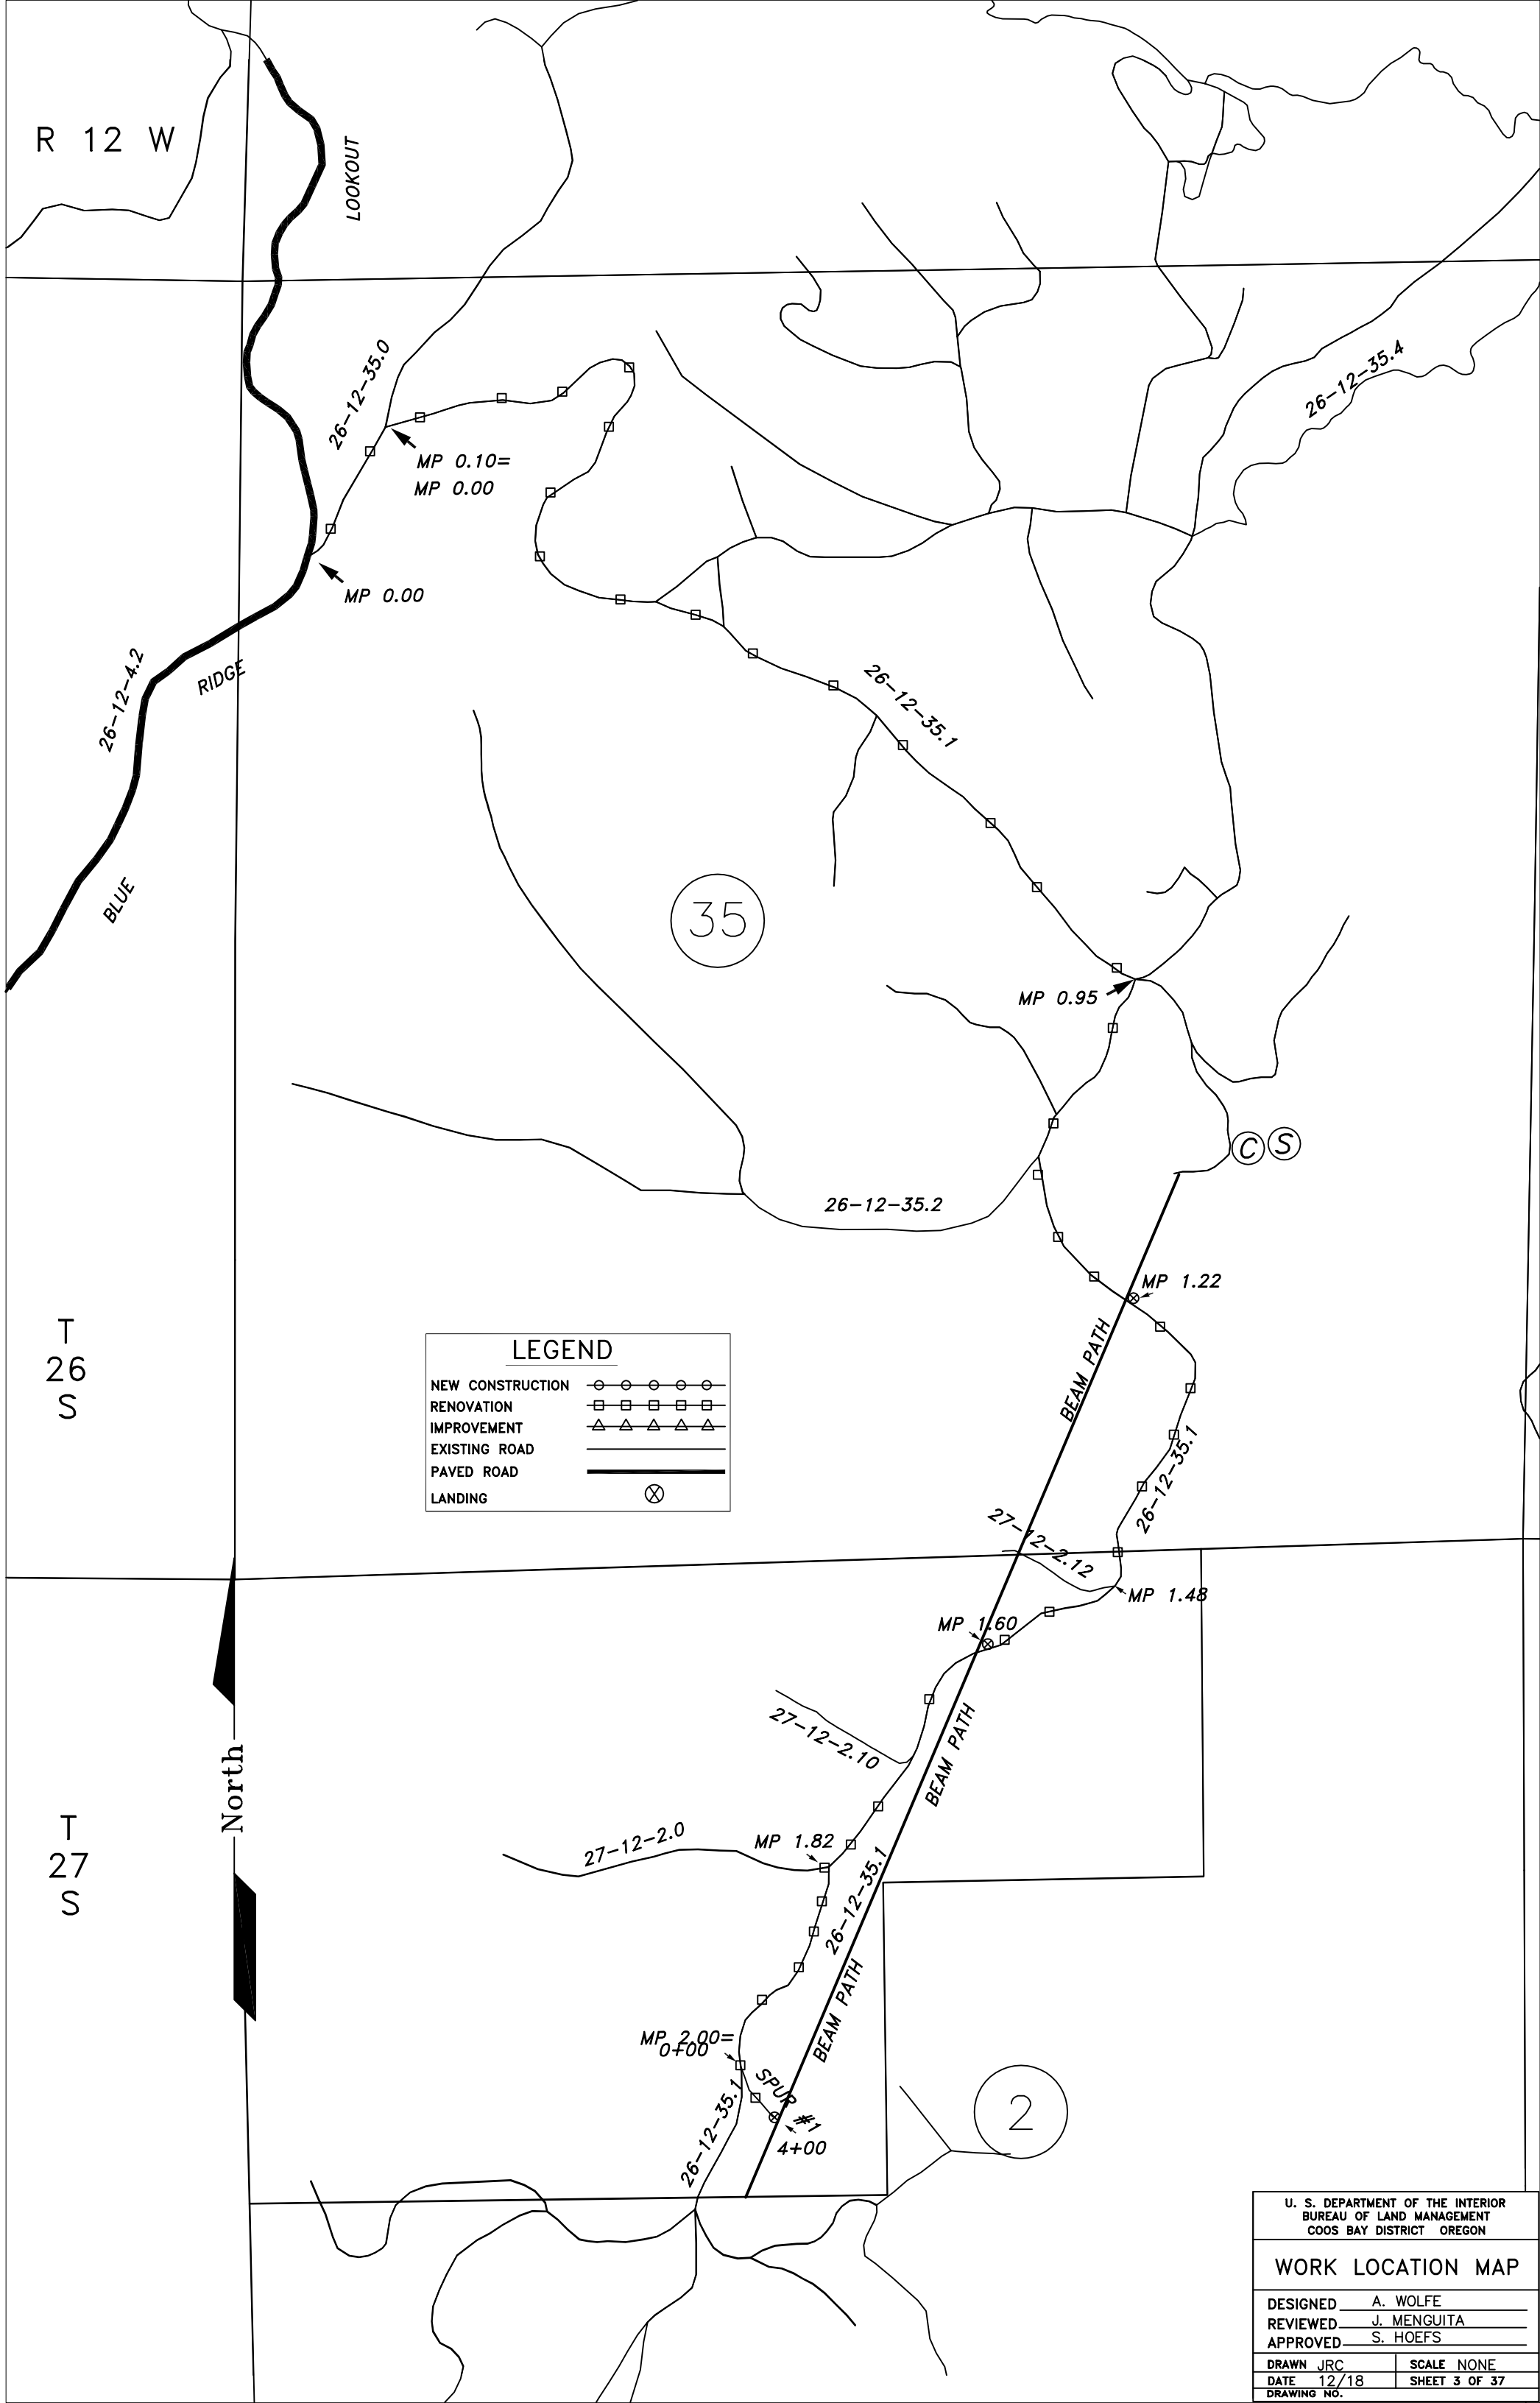 R 12 W
LOOKOUT
26-12-35.0
26-12-35.4
MP 0.10=
MP 0.00
MP 0.00
26-12-4.2
RIDGE
BLUE
26-12-35.1
35
MP 0.95
C S
26-12-35.2
MP 1.22
BEAM PATH
T
26
S
LEGEND
NEW CONSTRUCTION
RENOVATION
IMPROVEMENT
EXISTING ROAD
PAVED ROAD
LANDING
26-12-35.1
27-12-2.12
MP 1.48
MP 1.60
North
27-12-2.10
BEAM PATH
T
27
S
27-12-2.0
MP 1.82
26-12-35.1
BEAM PATH
MP 2.00=
0+00
SPUR #1
26-12-35.1
4+00
2
U. S. DEPARTMENT OF THE INTERIOR
BUREAU OF LAND MANAGEMENT
COOS BAY DISTRICT OREGON
WORK LOCATION MAP
DESIGNED A. WOLFE
REVIEWED J. MENGUITA
APPROVED S. HOEFS
DRAWN JRC SCALE NONE
DATE 12/18 SHEET 3 OF 37
DRAWING NO.